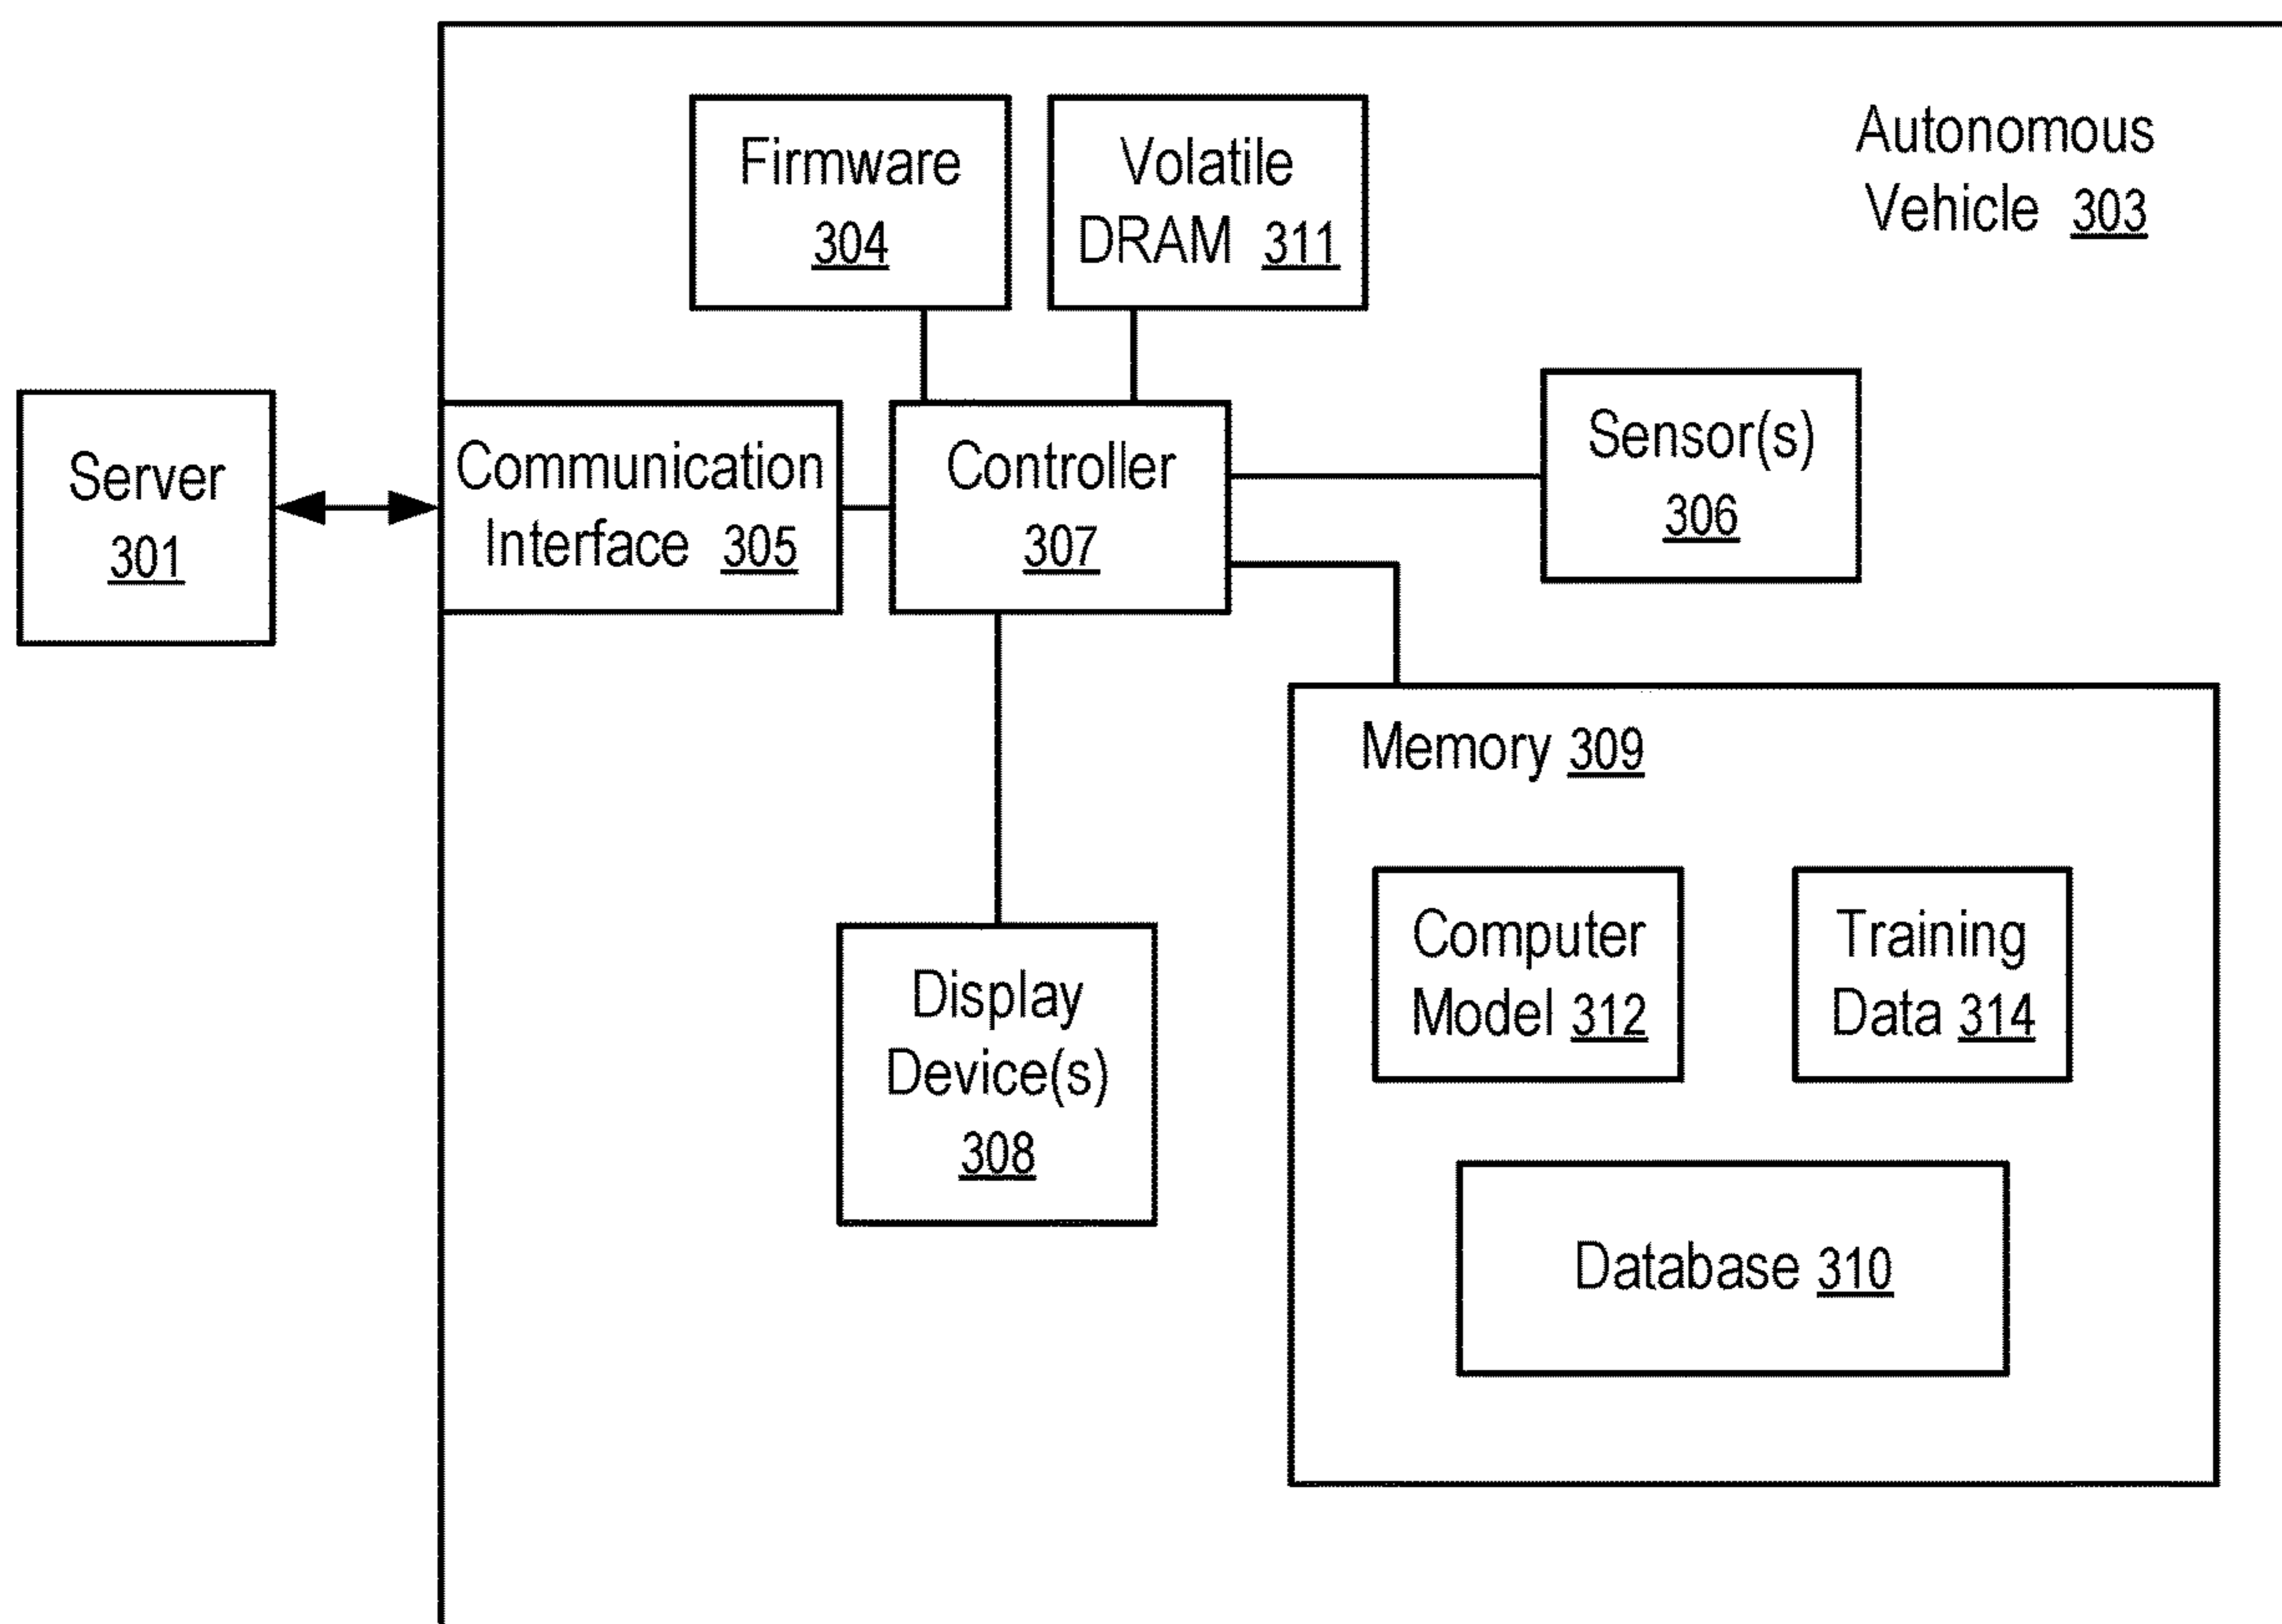 Firmware
304
Volatile
DRAM 311
Autonomous
Vehicle 303
Server
301
Communication
Interface 305
Controller
307
Sensor(s)
306
Memory 309
Computer
Model 312
Training
Data 314
Display
Device(s)
308
Database 310